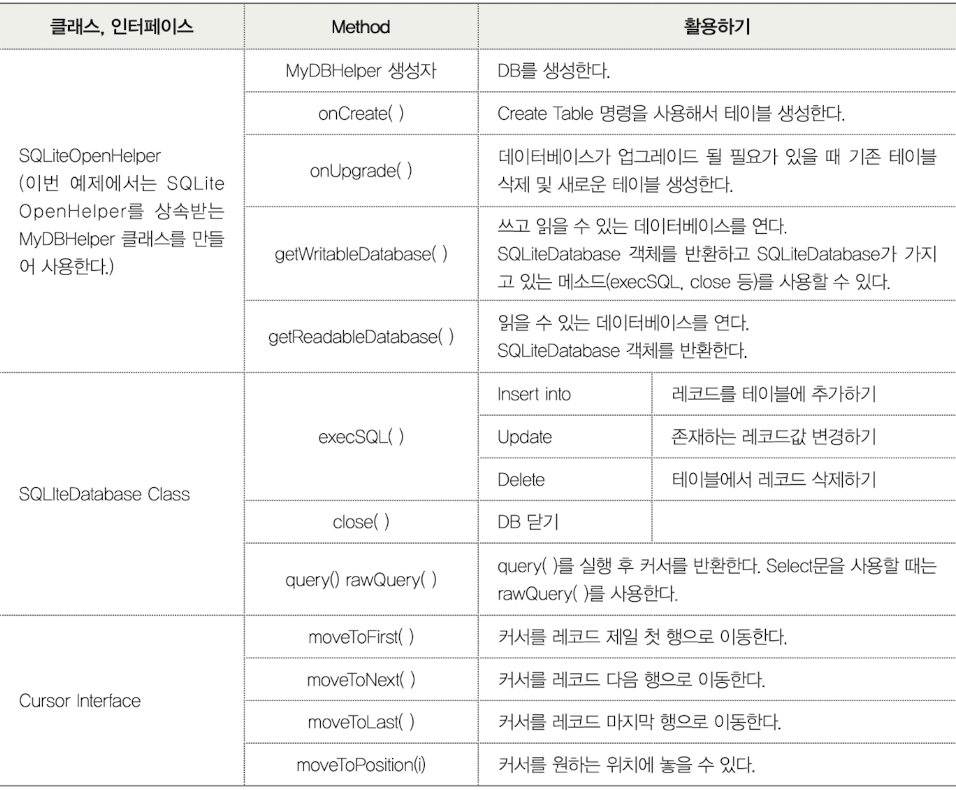 클래스, 인터페이스 Method 활용하기
SQLiteOpenHelper
(이번 예제에서는 SQLite
OpenHelper를 상속받는
MyDBHelper 클래스를 만들
어 사용한다.)
MyDBHelper 생성자
DB를 생성한다.
onCreate( )
Create Table 명령을 사용해서 테이블 생성한다.
onUpgrade( )
데이터베이스가 업그레이드 될 필요가 있을 때 기존 테이블
삭제 및 새로운 테이블 생성한다.
getWritableDatabase( )
쓰고 읽을 수 있는 데이터베이스를 연다.
SQLiteDatabase 객체를 반환하고 SQLiteDatabase가 가지
고 있는 메소드(execSQL, close 등)를 사용할 수 있다.
getReadableDatabase( )
읽을 수 있는 데이터베이스를 연다.
SQLiteDatabase 객체를 반환한다.
SQLIteDatabase Class
execSQL( )
Insert into 레코드를 테이블에 추가하기
Update 존재하는 레코드값 변경하기
Delete 테이블에서 레코드 삭제하기
close( )
DB 닫기
query() rawQuery( )
query( )를 실행 후 커서를 반환한다. Select문을 사용할 때는
rawQuery( )를 사용한다.
Cursor Interface
moveToFirst( )
커서를 레코드 제일 첫 행으로 이동한다.
moveToNext( )
커서를 레코드 다음 행으로 이동한다.
moveToLast( )
커서를 레코드 마지막 행으로 이동한다.
moveToPosition(i)
커서를 원하는 위치에 놓을 수 있다.